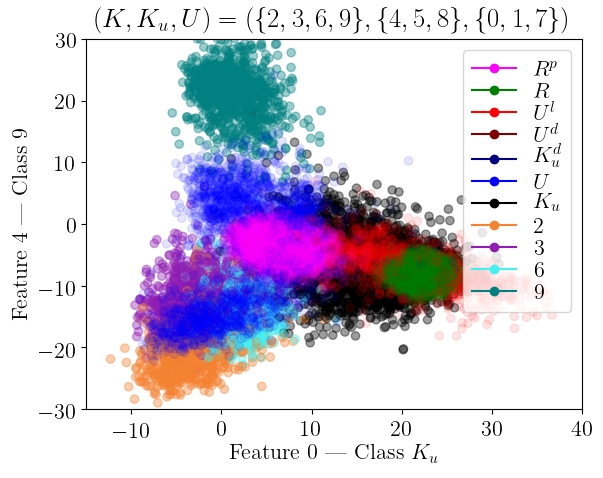 (K, K_u, U) = ({2, 3, 6, 9}, {4, 5, 8}, {0, 1, 7})
30
20
10
0
−10
−20
−30
Feature 4 — Class 9
R^p
R
U^l
U^d
K_u^d
U
K_u
2
3
6
9
−10
0
10
20
30
40
Feature 0 — Class K_u